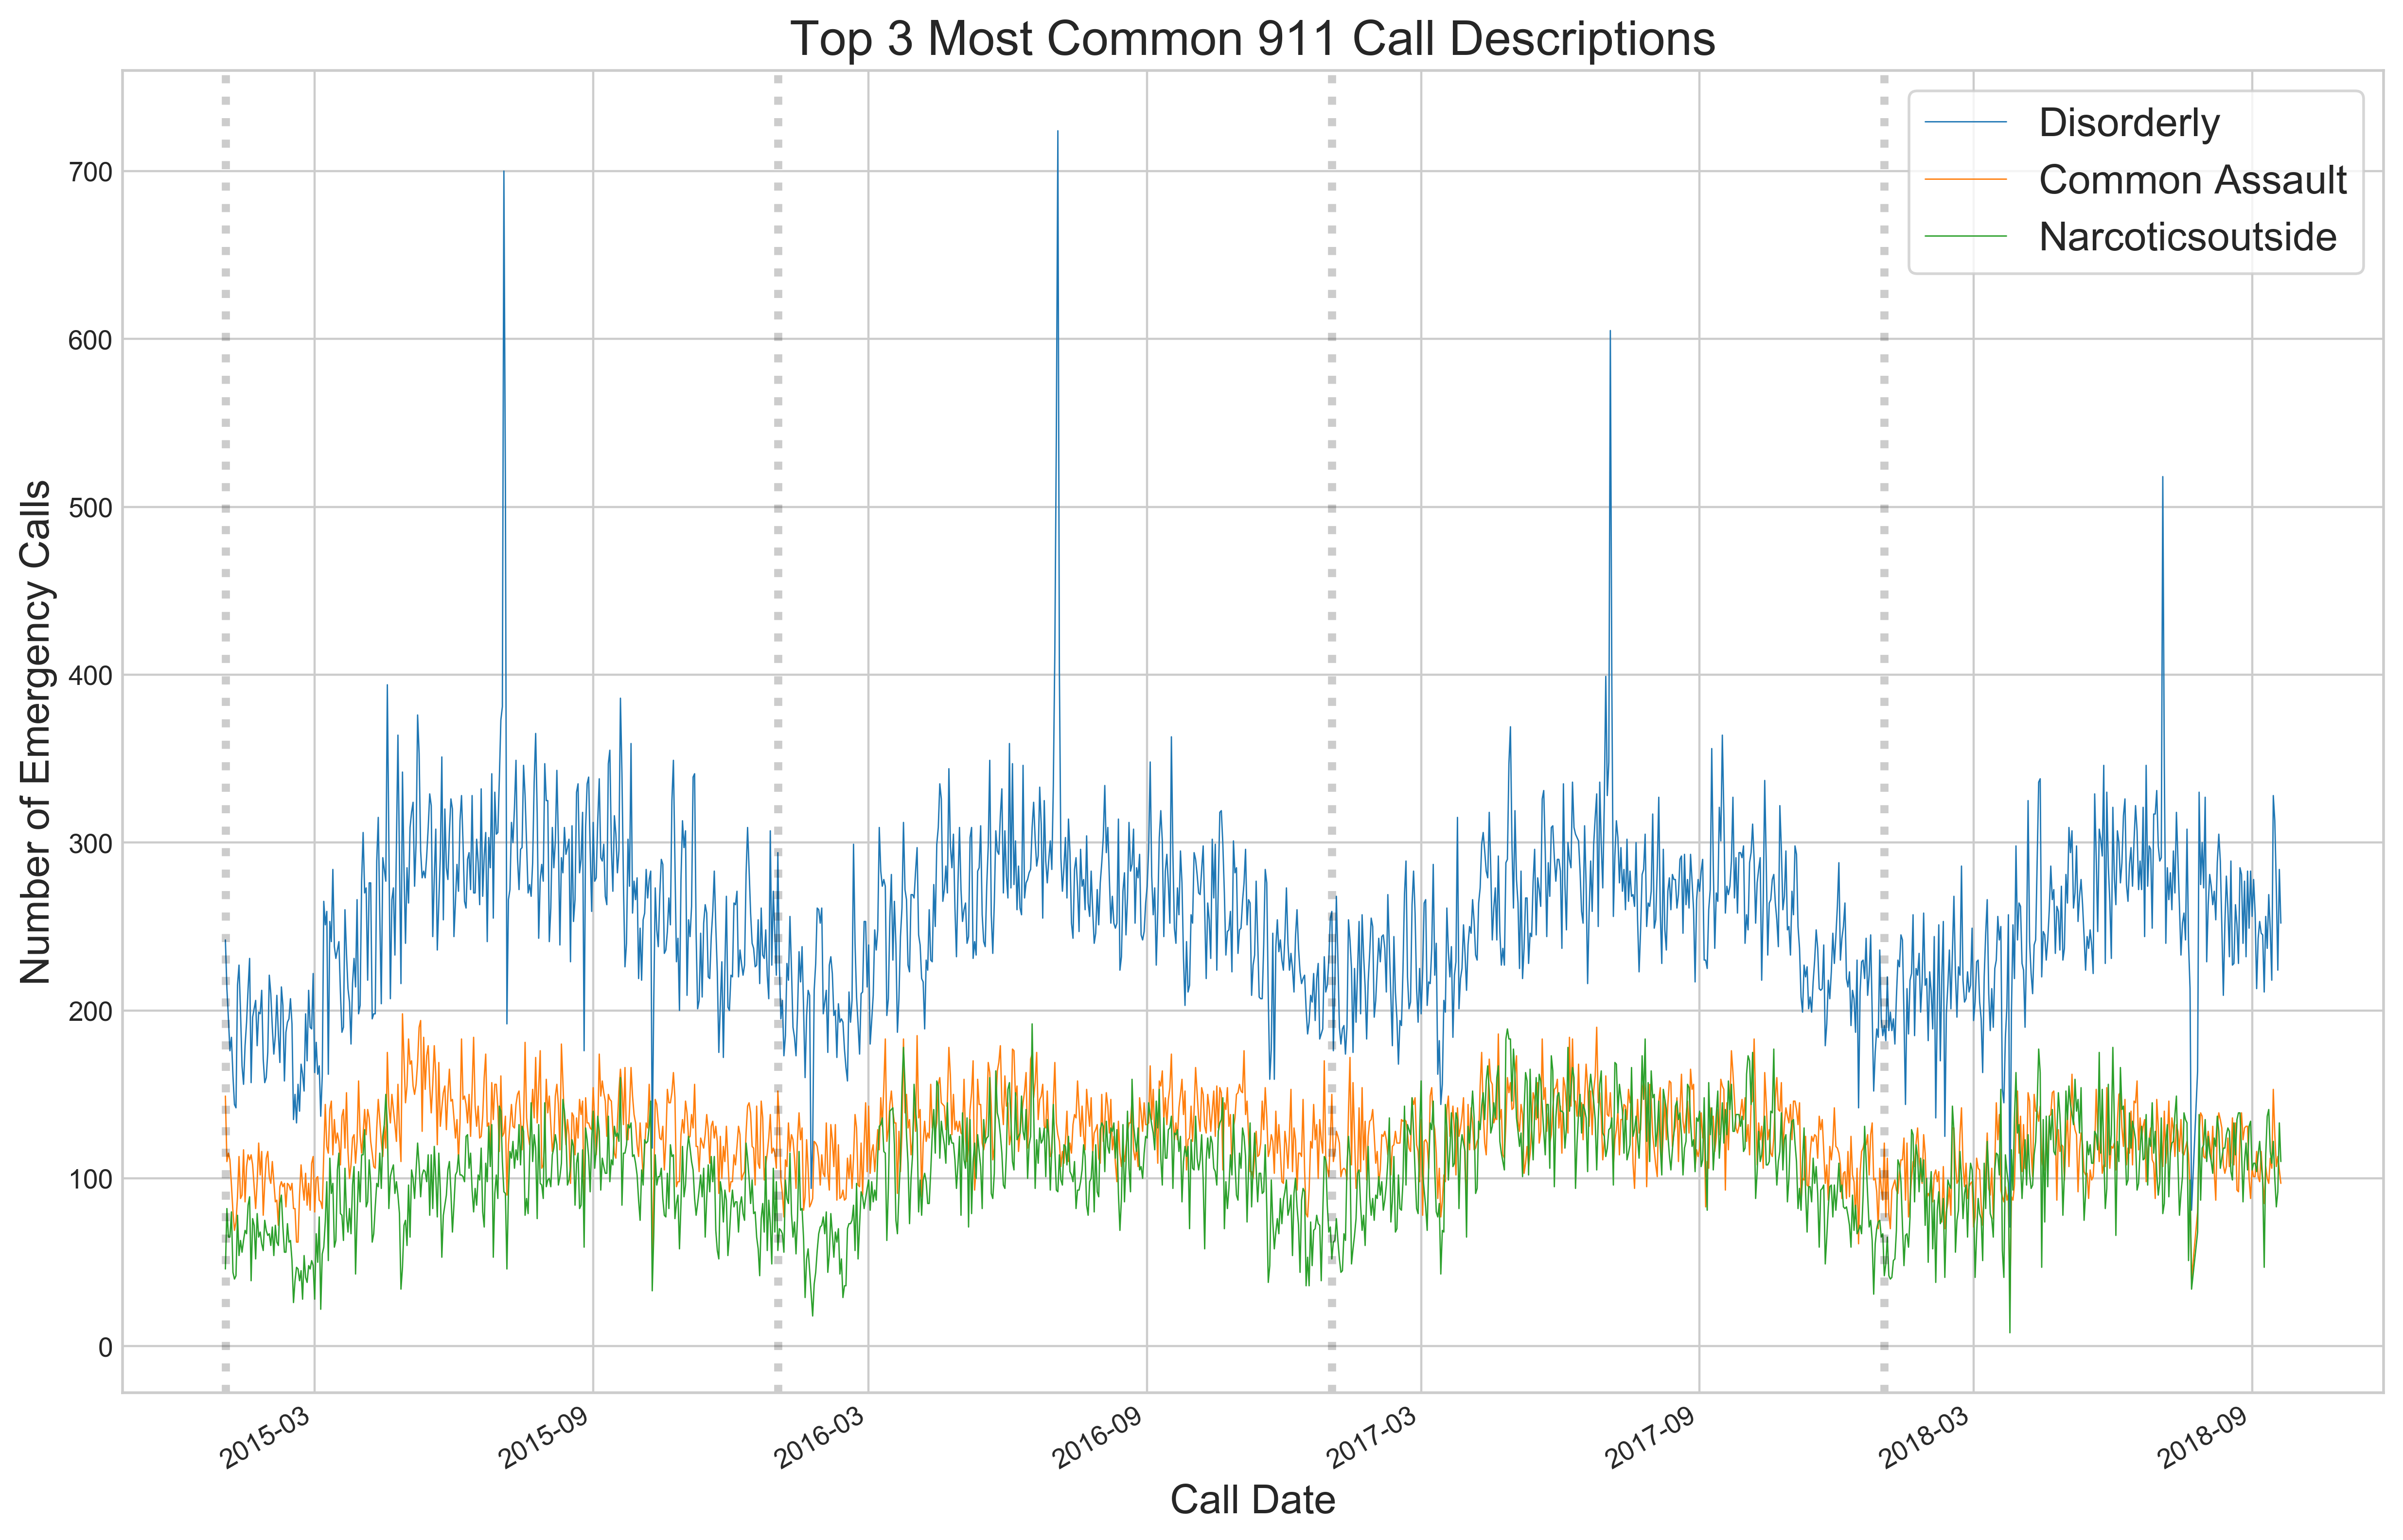 Top 3 Most Common 911 Call Descriptions
Disorderly
Common Assault
Narcoticsoutside
Number of Emergency Calls
700
600
500
400
300
200
100
0
2015-03
2015-09
2016-03
2016-09
2017-03
2017-09
2018-03
2018-09
Call Date